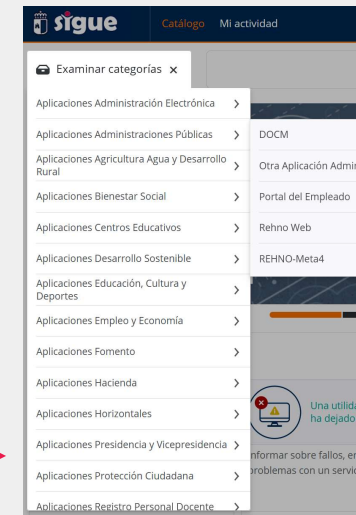 sigue
Catálogo Mi actividad
Examinar categorías x
Aplicaciones Administración Electrónica
Aplicaciones Administraciones Públicas
DOCM
Aplicaciones Agricultura Agua y Desarrollo
Rural
Otra Aplicación
Aplicaciones Bienestar Social
Portal del Empleado
Aplicaciones Centros Educativos
Rehno Web
Aplicaciones Desarrollo Sostenible
REHNO-Meta4
Aplicaciones Educación, Cultura y
Deportes
Aplicaciones Empleo y Economía
Aplicaciones Fomento
Aplicaciones Hacienda
Aplicaciones Horizontales
Una
ha dejado
Aplicaciones Presidencia y Vicepresidencia
nformar sobre fallos,
Aplicaciones Protección Ciudadana
problemas con un
Aplicaciones Registro Personal Docente